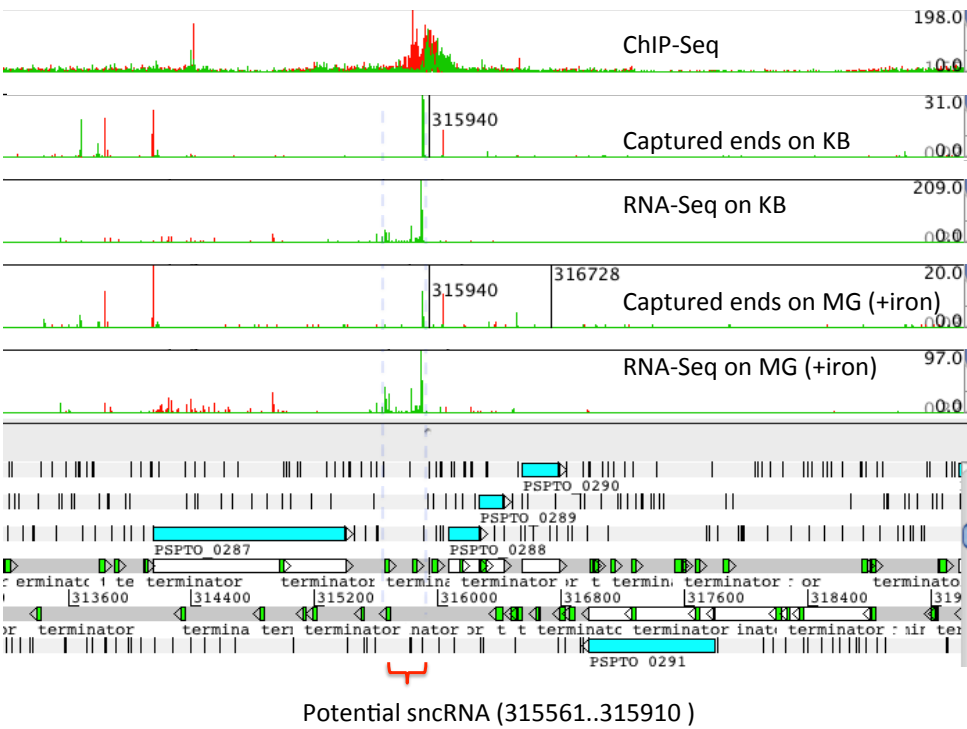 198.0
ChIP-Seq
0.0
31.0
315940
Captured ends on KB
0.0
209.0
RNA-Seq on KB
0.0
20.0
316728
315940
Captured ends on MG (+iron)
0.0
97.0
RNA-Seq on MG (+iron)
0.0
PSPTO_0290
PSPTO_0289
PSPTO_0287 PSPTO_0288
terminator terminator terminator terminator
313600 314400 315200 316000 316800 317600 318400 319
terminator termina terminator terminator terminator
PSPTO_0291
Potential sncRNA (315561..315910 )